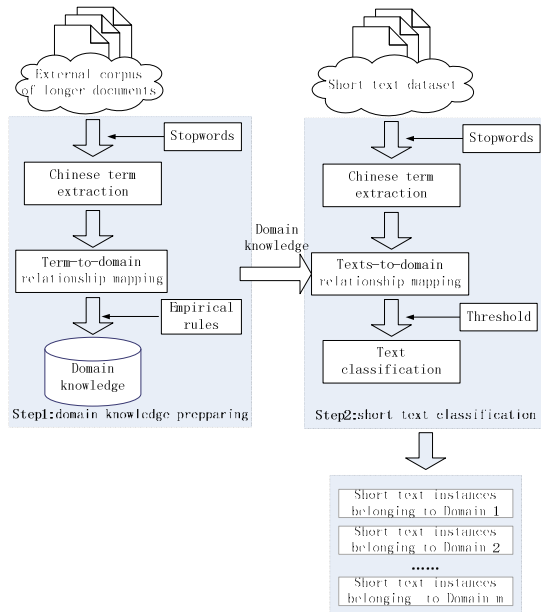 External corpus
of longer documents
Stopwords
Chinese term
extraction
Term-to-domain
relationship mapping
Empirical
rules
Domain
knowledge
Step1:domain knowledge prepparing
Domain
knowledge
Short text dataset
Stopwords
Chinese term
extraction
Texts-to-domain
relationship mapping
Threshold
Text
classification
Step2:short text classification
Short text instances
belonging to Domain 1
Short text instances
belonging to Domain 2
······
Short text instances
belonging to Domain m